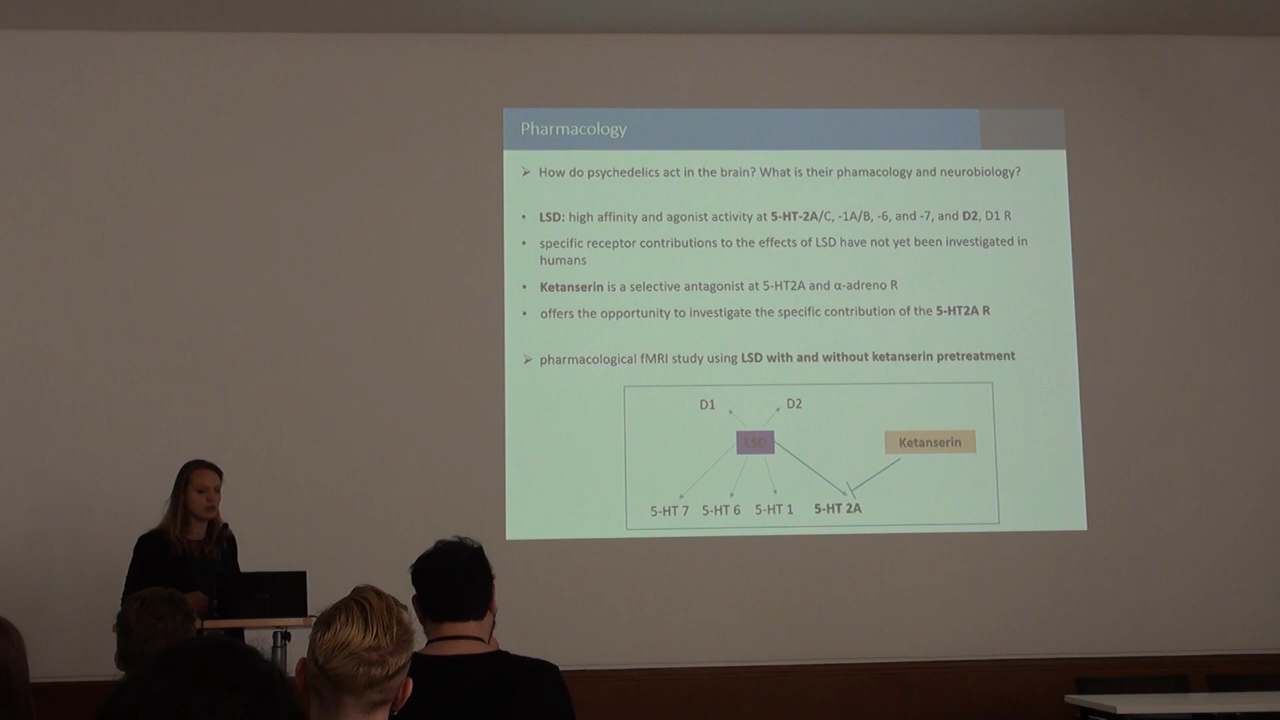 Pharmacology
➢ How do psychedelics act in the brain? What is their phamacology and neurobiology?
• LSD: high affinity and agonist activity at 5-HT-2A/C, -1A/B, -6, and -7, and D2, D1 R
• specific receptor contributions to the effects of LSD have not yet been investigated in
humans
• Ketanserin is a selective antagonist at 5-HT2A and α-adreno R
• offers the opportunity to investigate the specific contribution of the 5-HT2A R
➢ pharmacological fMRI study using LSD with and without ketanserin pretreatment
D1 D2
LSD Ketanserin
5-HT 7 5-HT 6 5-HT 1 5-HT 2A